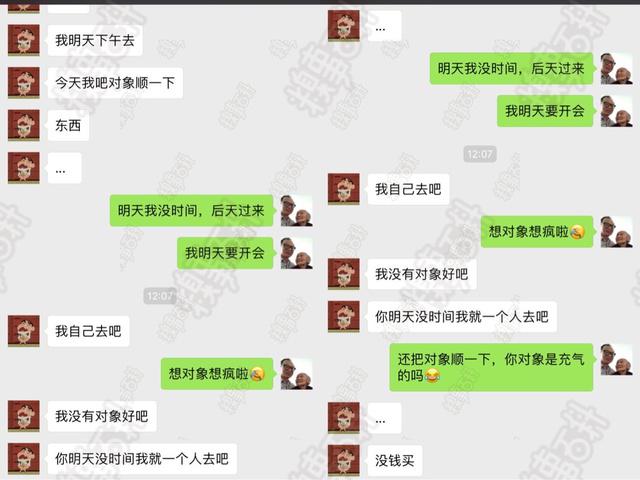 我明天下午去
今天我吧对象顺一下
东西
...
明天我没时间，后天过来
我明天要开会
12:07
我自己去吧
想对象想疯啦
我没有对象好吧
你明天没时间我就一个人去吧
...
明天我没时间，后天过来
我明天要开会
12:07
我自己去吧
想对象想疯啦
我没有对象好吧
你明天没时间我就一个人去吧
还把对象顺一下，你对象是充气
的吗😂
...
没钱买